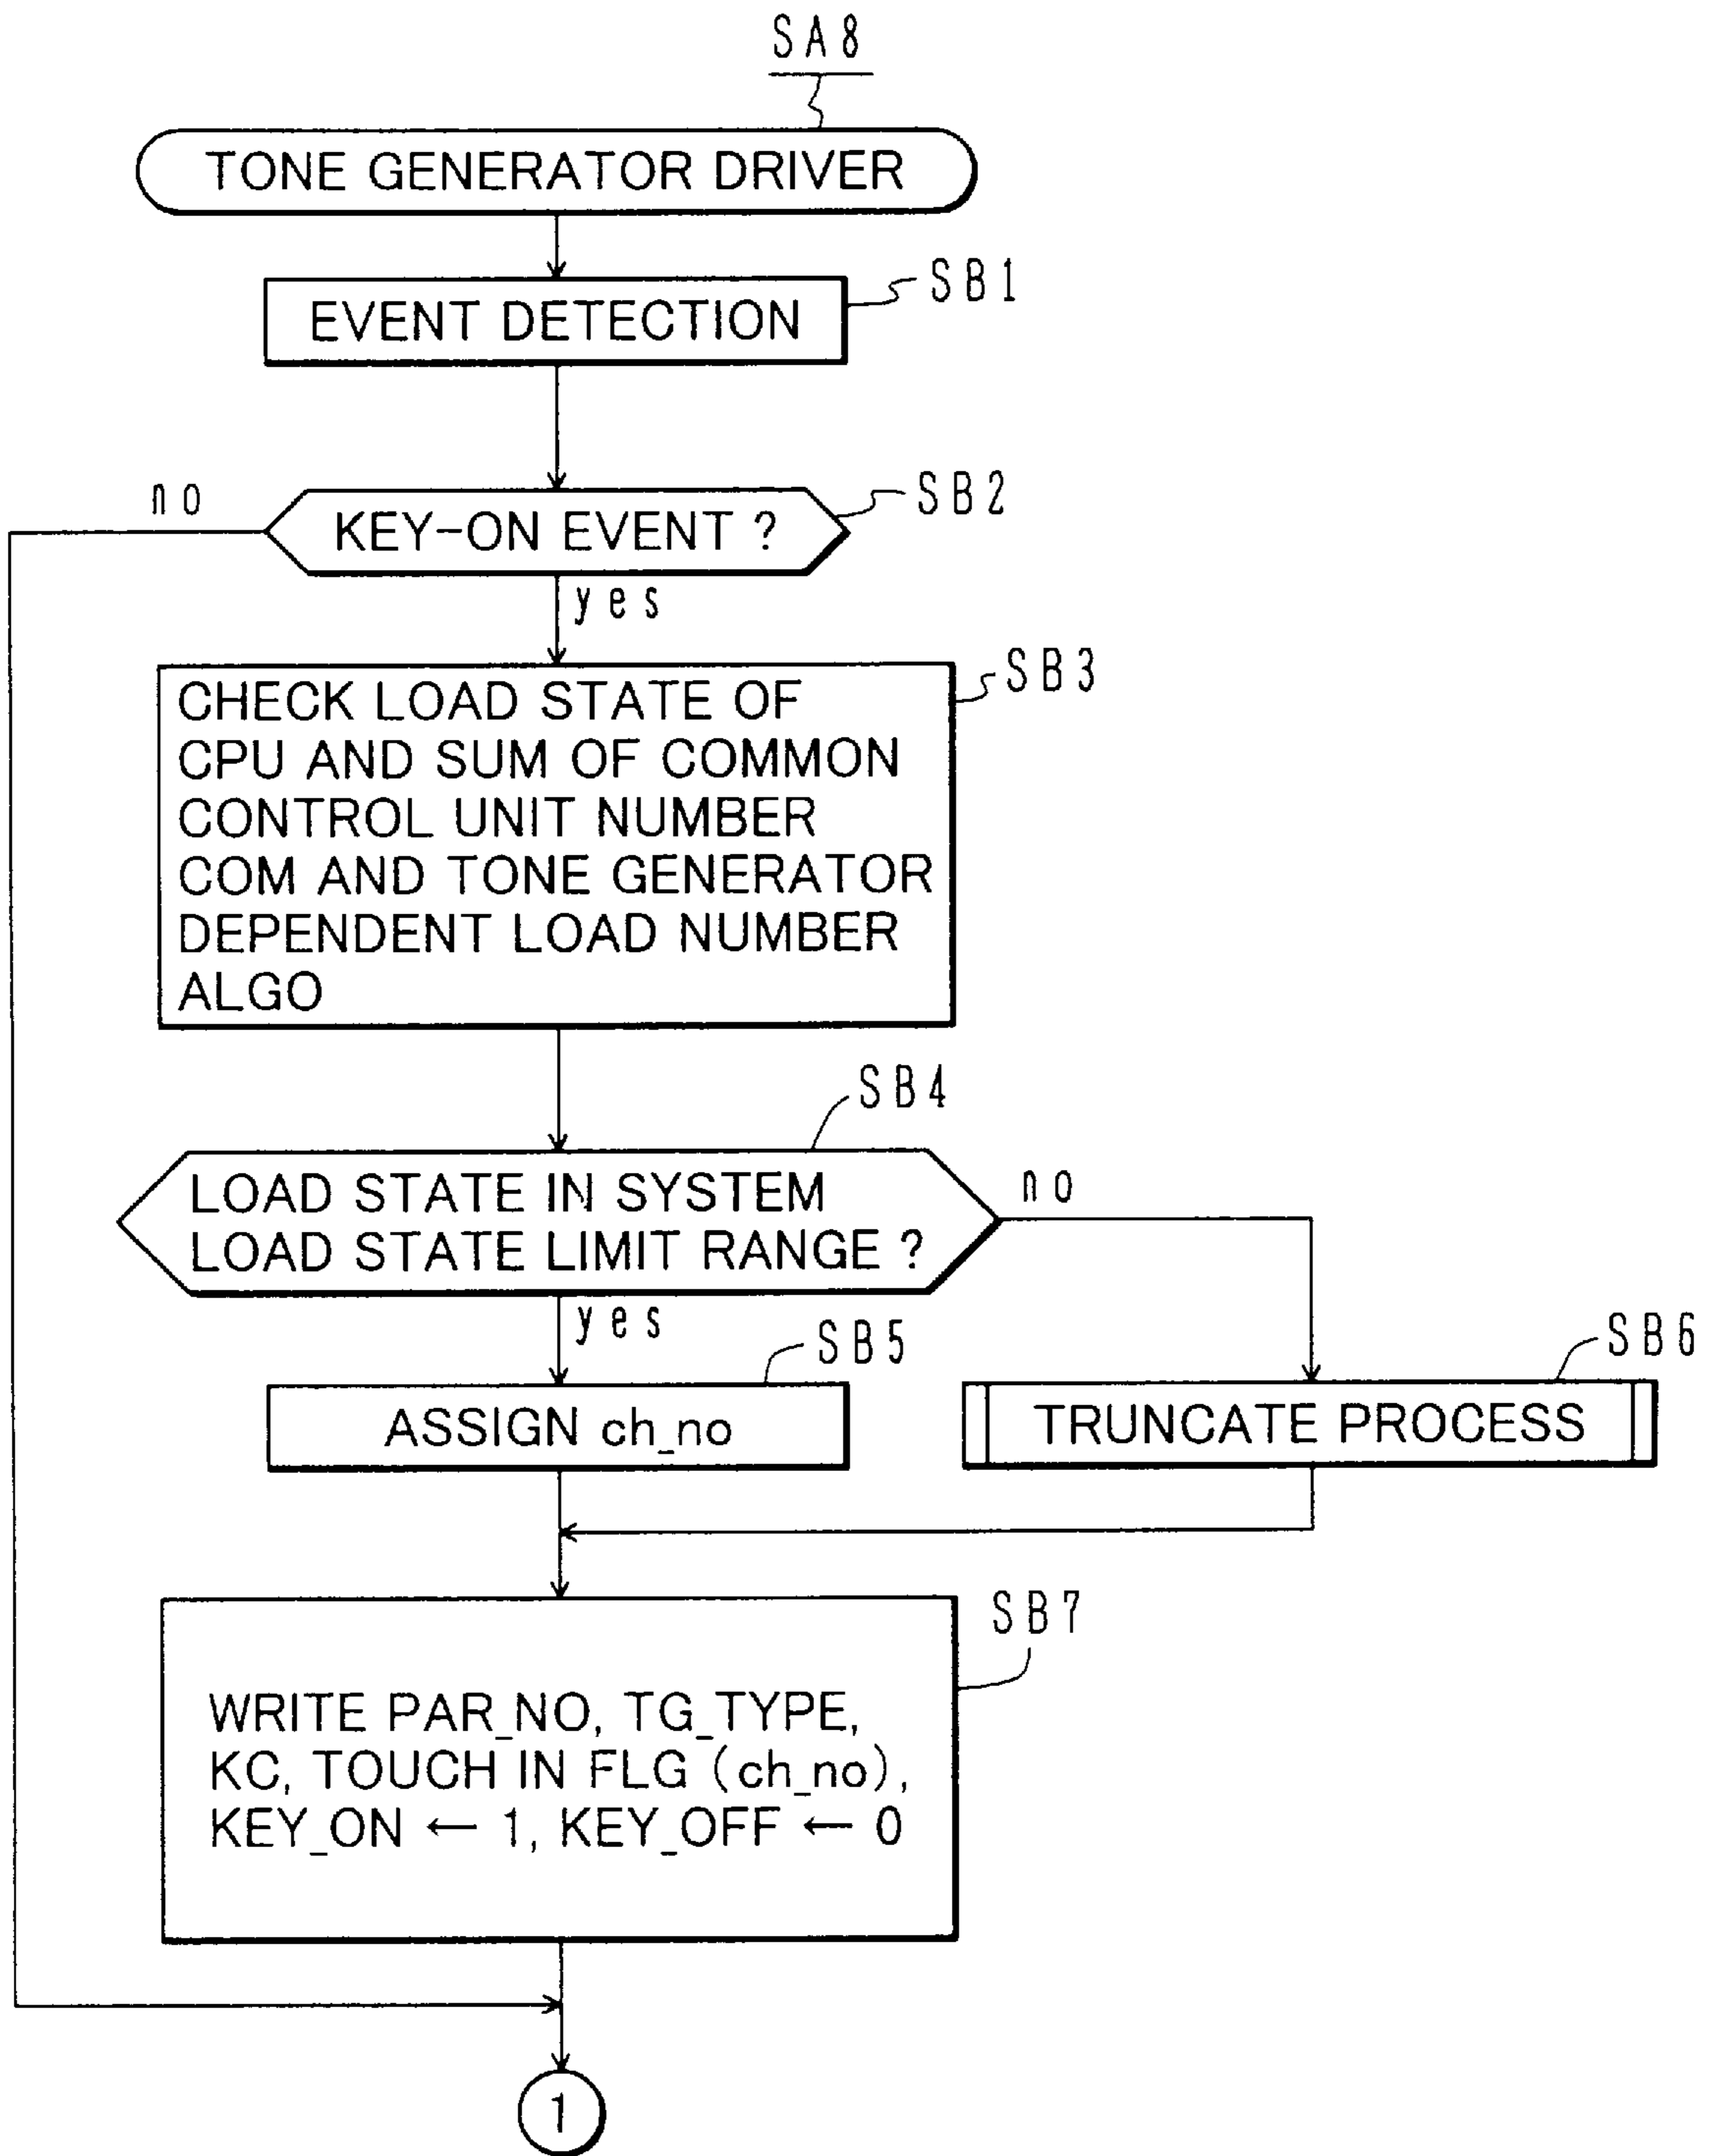 SA8
TONE GENERATOR DRIVER
SB1
EVENT DETECTION
SB2
no
KEY-ON EVENT ?
yes
SB3
CHECK LOAD STATE OF
CPU AND SUM OF COMMON
CONTROL UNIT NUMBER
COM AND TONE GENERATOR
DEPENDENT LOAD NUMBER
ALGO
SB4
LOAD STATE IN SYSTEM
LOAD STATE LIMIT RANGE ?
no
yes
SB5
SB6
ASSIGN ch_no
TRUNCATE PROCESS
SB7
WRITE PAR_NO, TG_TYPE,
KC, TOUCH IN FLG (ch_no),
KEY_ON ← 1, KEY_OFF ← 0
1